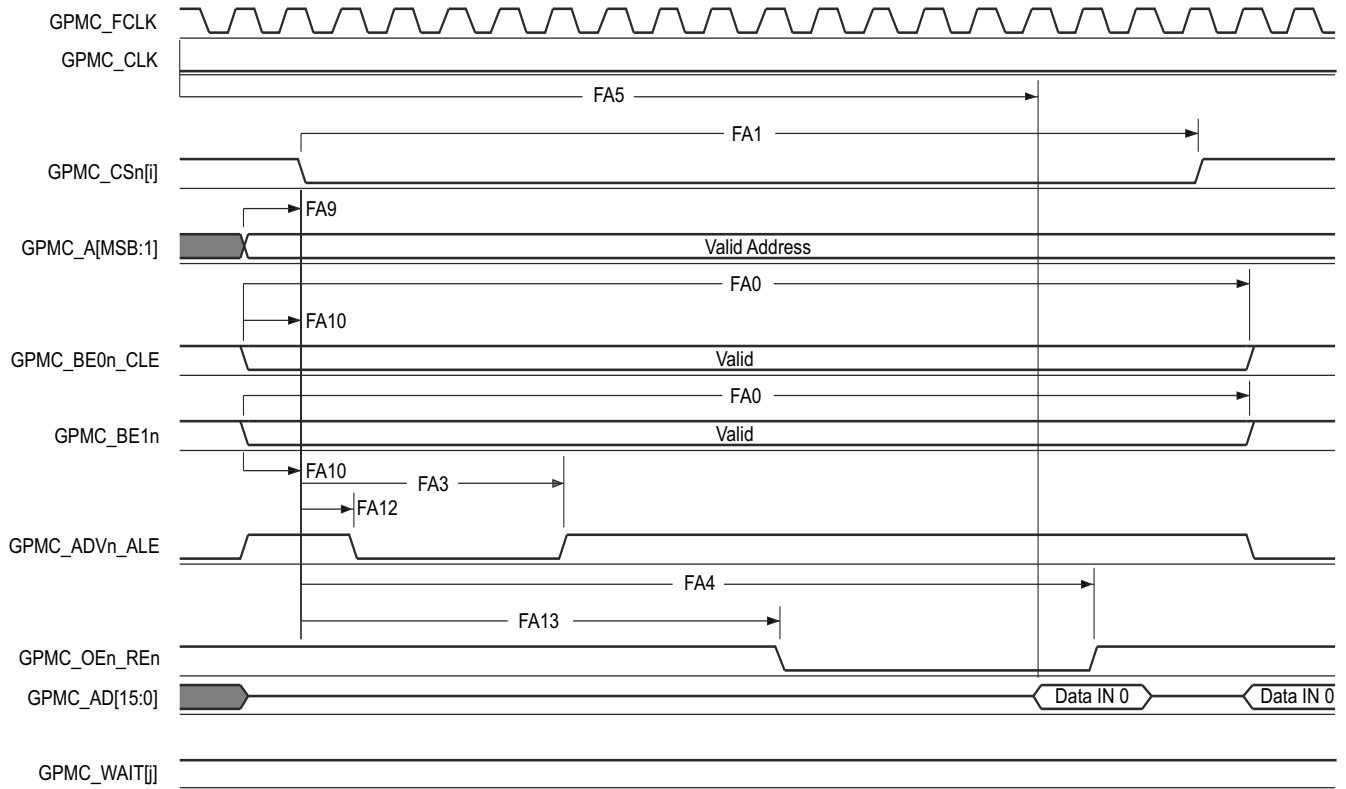 GPMC_FCLK
GPMC_CLK
FA5
FA1
GPMC_CSn[i]
FA9
GPMC_A[MSB:1]
Valid Address
FA0
FA10
GPMC_BE0n_CLE
Valid
FA0
GPMC_BE1n
Valid
FA10
FA3
FA12
GPMC_ADVn_ALE
FA4
FA13
GPMC_OEn_REn
GPMC_AD[15:0]
Data IN 0
Data IN 0
GPMC_WAIT[j]